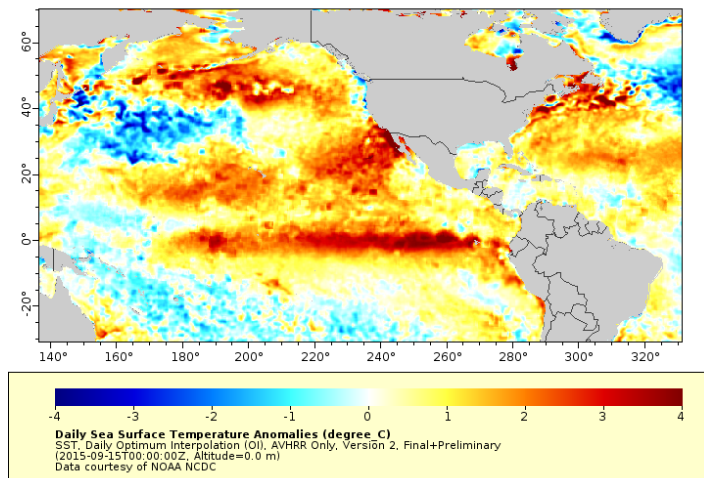 60°
40°
20°
0°
-20°
140° 160° 180° 200° 220° 240° 260° 280° 300° 320°
-4 -3 -2 -1 0 1 2 3 4
Daily Sea Surface Temperature Anomalies (degree_C)
SST, Daily Optimum Interpolation (OI), AVHRR Only, Version 2, Final+Preliminary
(2015-09-15T00:00:00Z, Altitude=0.0 m)
Data courtesy of NOAA NCDC